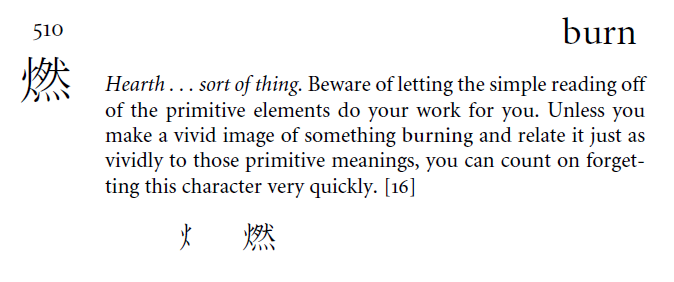 510
burn
燃
Hearth . . . sort of thing. Beware of letting the simple reading off
of the primitive elements do your work for you. Unless you
make a vivid image of something burning and relate it just as
vividly to those primitive meanings, you can count on forget-
ting this character very quickly. [16]
火 燃